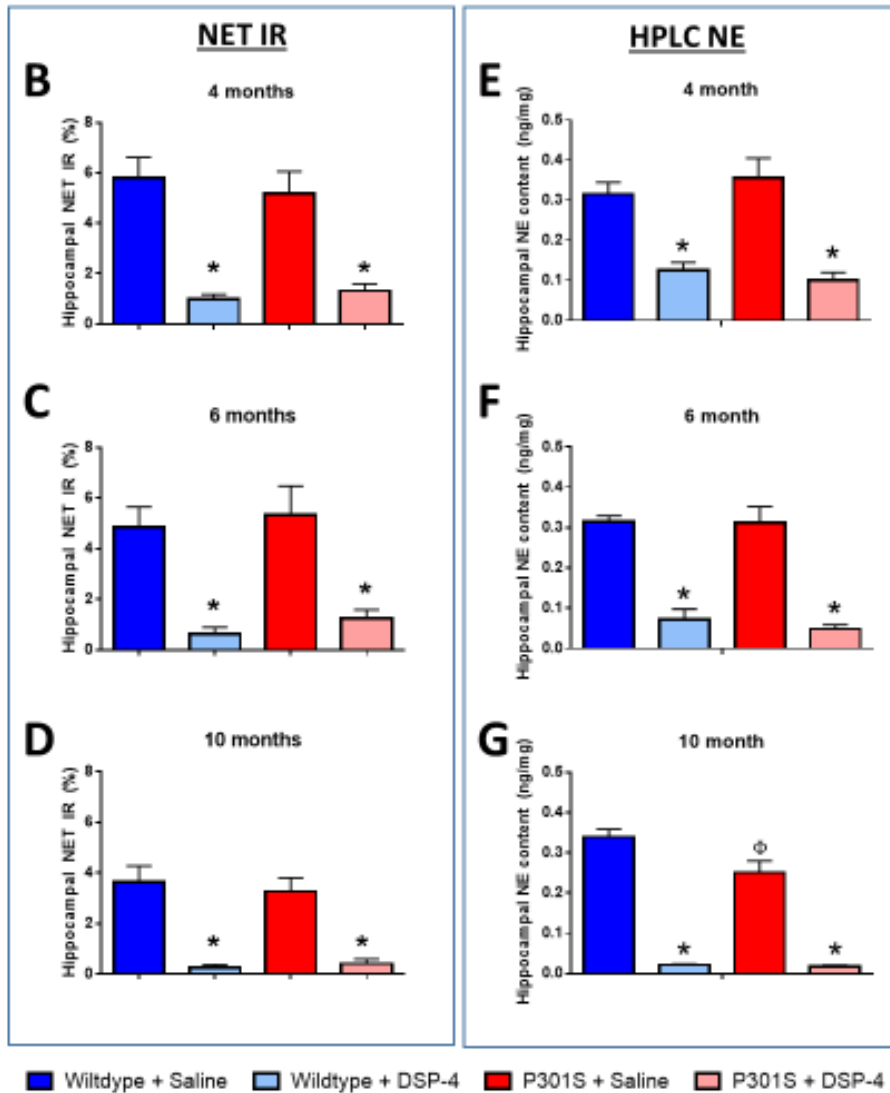 NET IR
B
4 months
Hippocampal NET IR (%)
8
6
4
2
0
*
*
C
6 months
Hippocampal NET IR (%)
8
6
4
2
0
*
*
D
10 months
Hippocampal NET IR (%)
8
6
4
2
0
*
*
HPLC NE
E
4 month
Hippocampal NE content (ng/mg)
0.5
0.4
0.3
0.2
0.1
0.0
*
*
F
6 month
Hippocampal NE content (ng/mg)
0.5
0.4
0.3
0.2
0.1
0.0
*
*
G
10 month
Hippocampal NE content (ng/mg)
0.5
0.4
0.3
0.2
0.1
0.0
*
Φ
*
Wiltdype + Saline
Wildtype + DSP-4
P301S + Saline
P301S + DSP-4